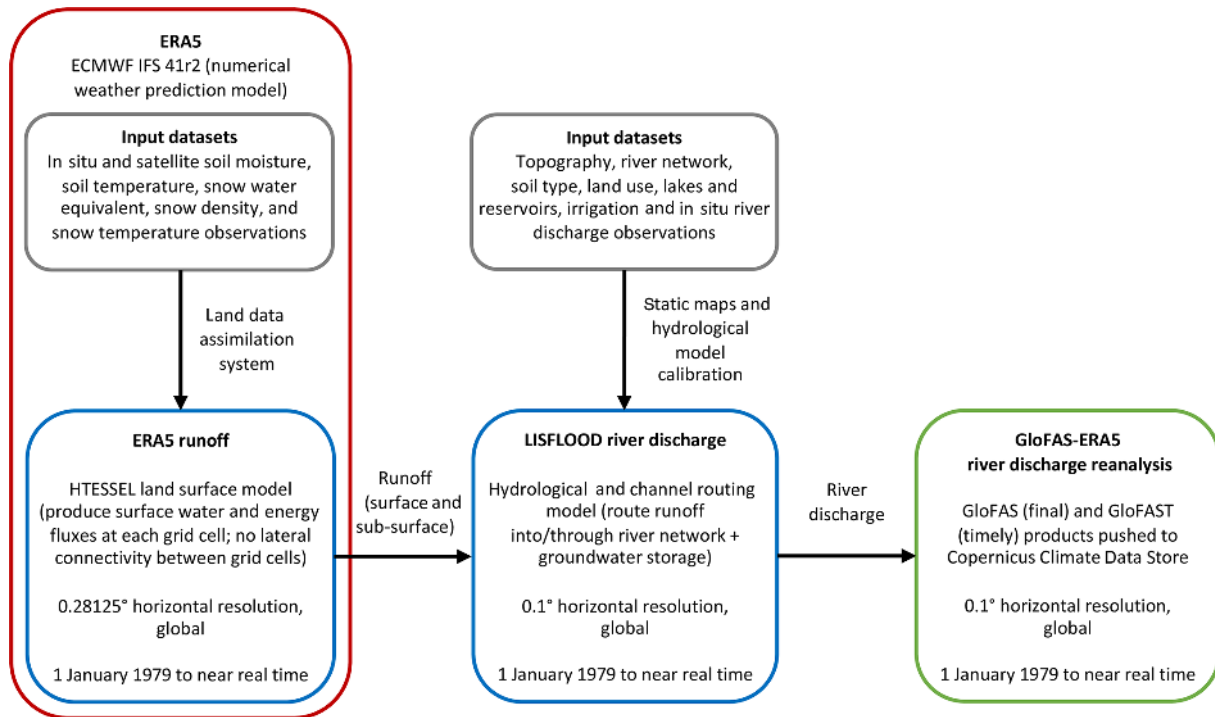 ERA5
ECMWF IFS 41r2 (numerical
weather prediction model)
Input datasets
In situ and satellite soil moisture,
soil temperature, snow water
equivalent, snow density, and
snow temperature observations
Land data
assimilation
system
ERA5 runoff
HTESSEL land surface model
(produce surface water and energy
fluxes at each grid cell; no lateral
connectivity between grid cells)
0.28125° horizontal resolution,
global
1 January 1979 to near real time
Runoff
(surface and
sub-surface)
Input datasets
Topography, river network,
soil type, land use, lakes and
reservoirs, irrigation and in situ river
discharge observations
Static maps and
hydrological
model
calibration
LISFLOOD river discharge
Hydrological and channel routing
model (route runoff
into/through river network +
groundwater storage)
0.1° horizontal resolution,
global
1 January 1979 to near real time
River
discharge
GloFAS-ERA5
river discharge reanalysis
GloFAS (final) and GloFAST
(timely) products pushed to
Copernicus Climate Data Store
0.1° horizontal resolution,
global
1 January 1979 to near real time